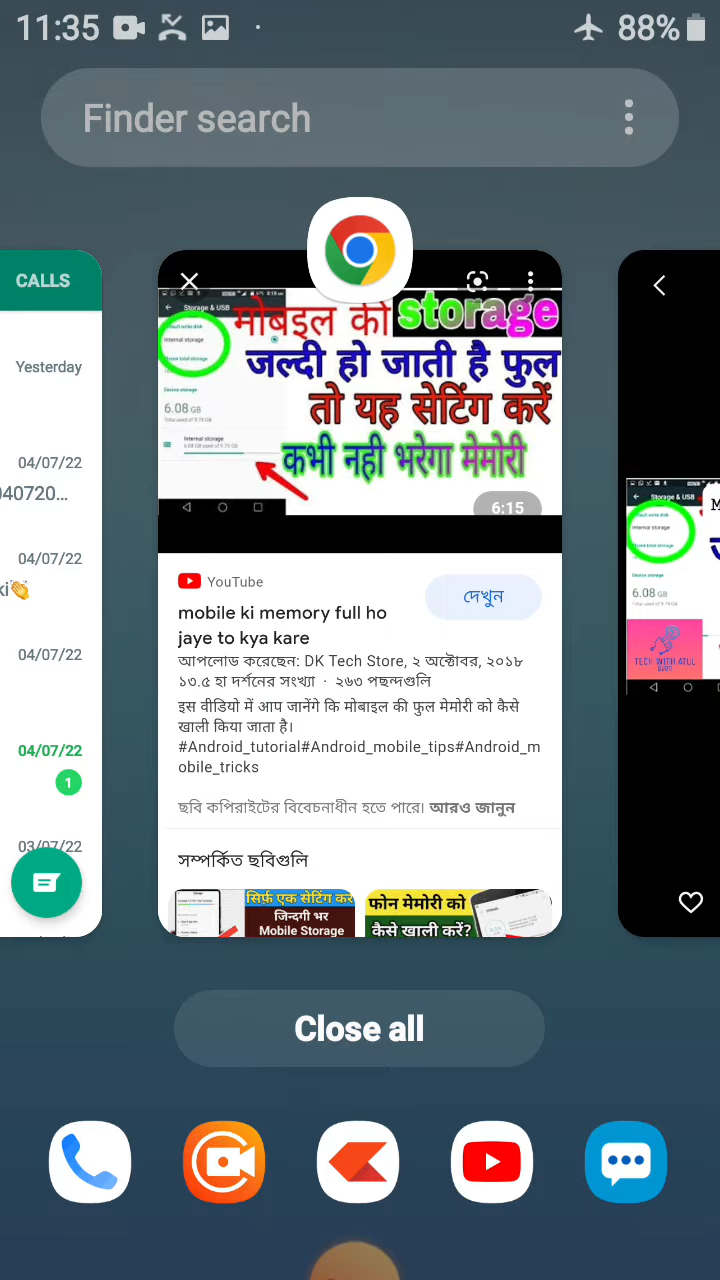 11:35
88%
Finder search
CALLS
Yesterday
04/07/22
040720...
04/07/22
ki👏
04/07/22
04/07/22
1
03/07/22
Storage & USB
Internal storage
Device storage
6.08 GB
Internal storage
मोबइल की storage
जल्दी हो जाती है फुल
तो यह सेटिंग करें
कभी नही भरेगा मेमोरी
6:15
YouTube
দেখুন
mobile ki memory full ho
jaye to kya kare
আপলোড করেছেন: DK Tech Store, ২ অক্টোবর, ২০১৮
১৩.৫ হা দর্শনের সংখ্যা · ২৬৩ পছন্দগুলি
इस वीडियो में आप जानेंगे कि मोबाइल की फुल मेमोरी को कैसे
खाली किया जाता है।
#Android_tutorial#Android_mobile_tips#Android_m
obile_tricks
ছবি কপিরাইটের বিবেচনাধীন হতে পারে। আরও জানুন
সম্পর্কিত ছবিগুলি
सिर्फ़ एक सेटिंग कर
जिन्दगी भर
Mobile Storage
फोन मेमोरी को
कैसे खाली करें?
Storage & USB
Internal storage
Device storage
6.08 GB
TECH WITH ATUL
Close all